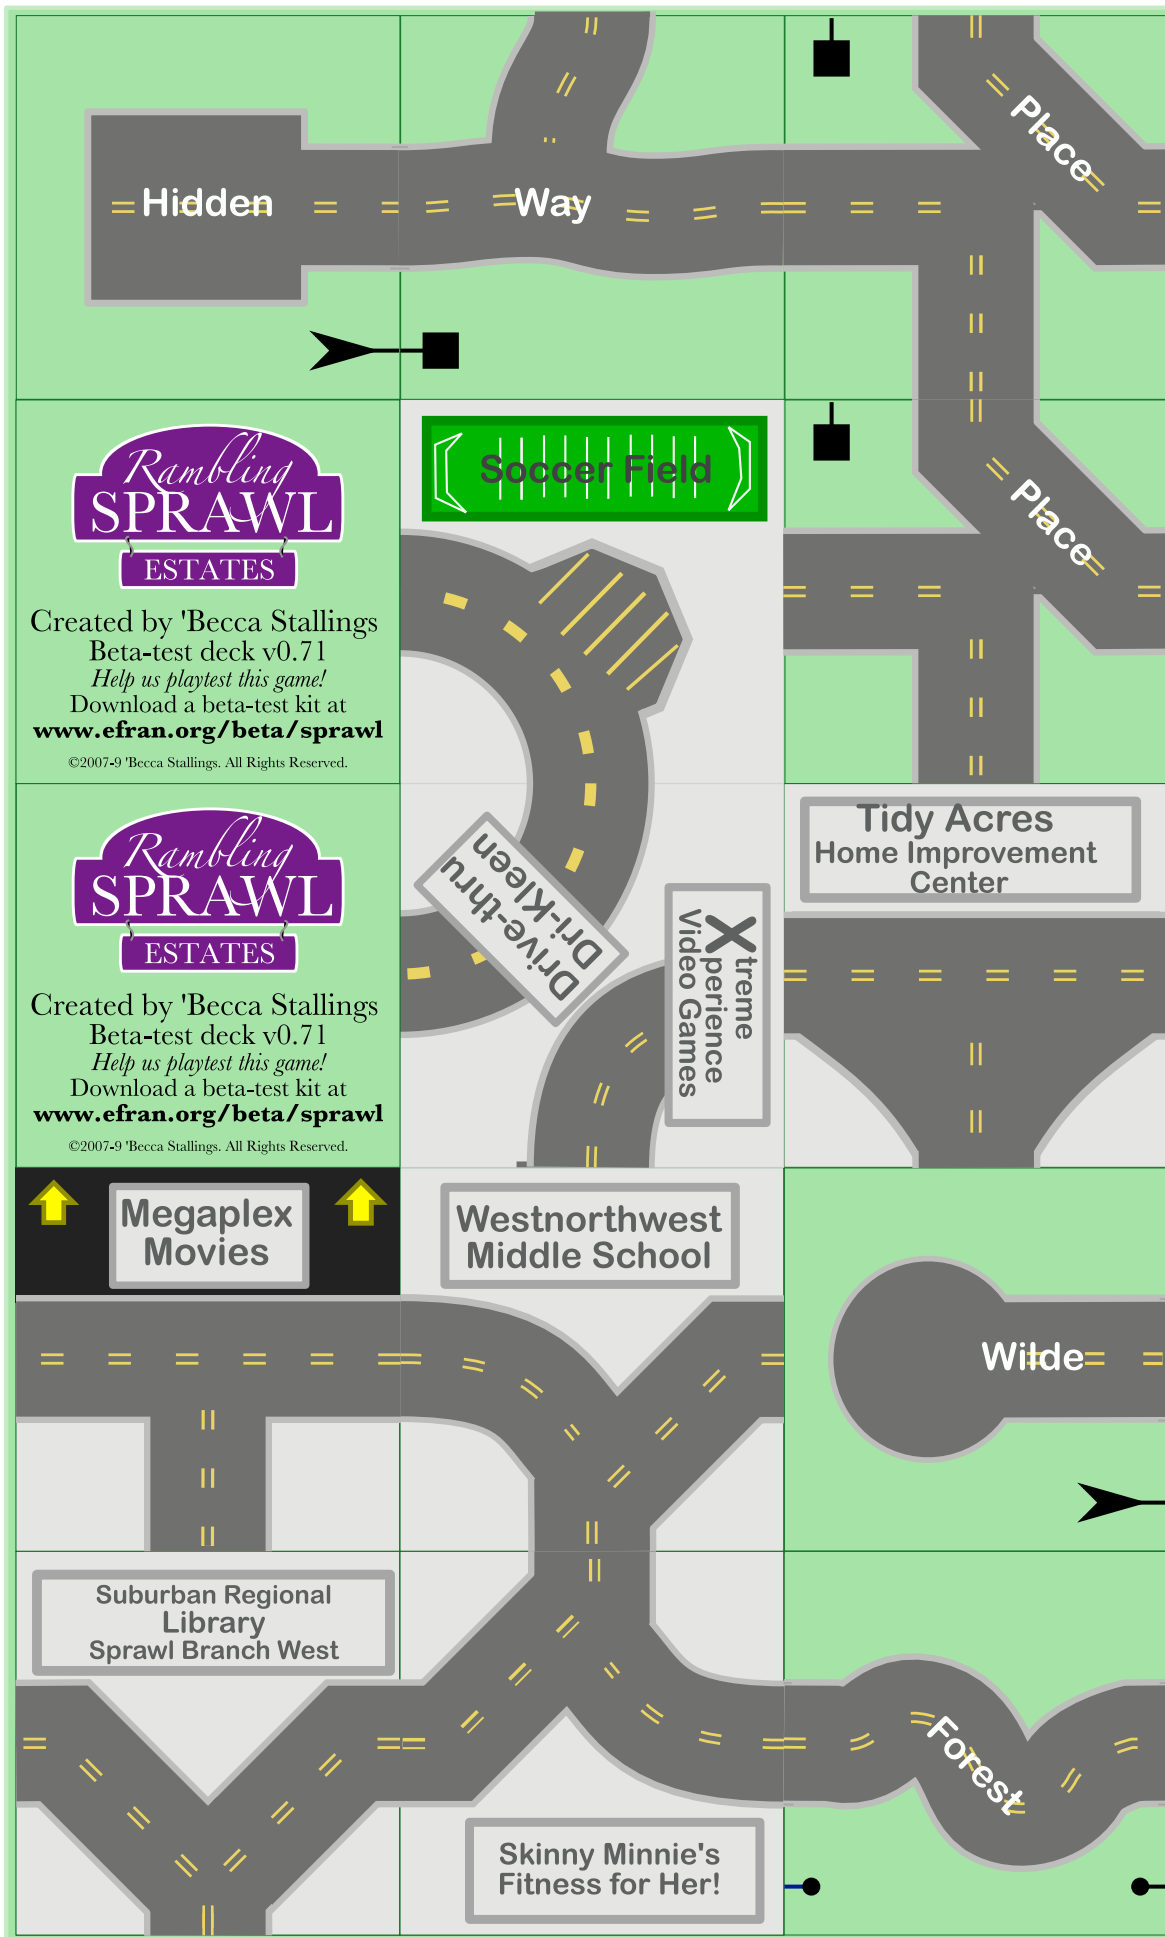 Place
Hidden
Way
Rambling
SPRAWL
ESTATES
Created by 'Becca Stallings
Beta-test deck v0.71
Help us playtest this game!
Download a beta-test kit at
www.efran.org/beta/sprawl
©2007-9 'Becca Stallings. All Rights Reserved.
Soccer Field
Place
Rambling
SPRAWL
ESTATES
Created by 'Becca Stallings
Beta-test deck v0.71
Help us playtest this game!
Download a beta-test kit at
www.efran.org/beta/sprawl
©2007-9 'Becca Stallings. All Rights Reserved.
Drive-thru
Dri-Kleen
Xtreme
Xperience
Video Games
Tidy Acres
Home Improvement
Center
Megaplex
Movies
Westnorthwest
Middle School
Wilde
Suburban Regional
Library
Sprawl Branch West
Forest
Skinny Minnie's
Fitness for Her!